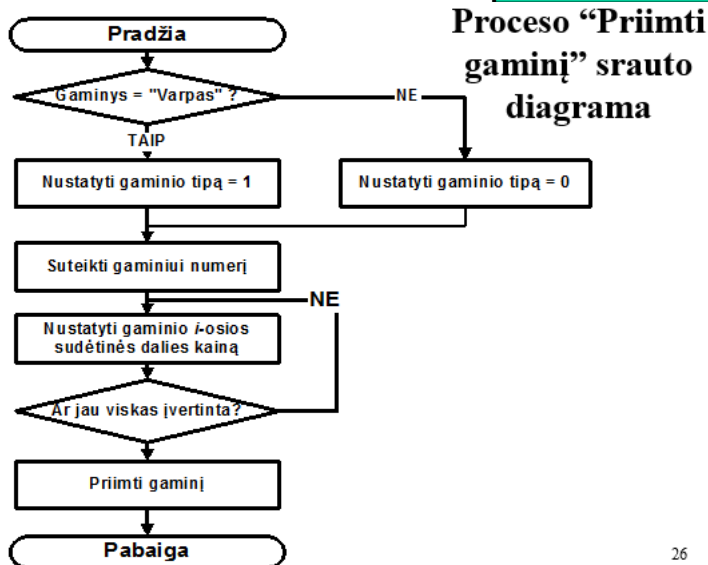 Proceso “Priimti
gaminį” srauto
diagrama
Pradžia
Gaminys = "Varpas" ?
NE
TAIP
Nustatyti gaminio tipą = 1
Nustatyti gaminio tipą = 0
Suteikti gaminiui numerį
NE
Nustatyti gaminio i-osios
sudėtinės dalies kainą
Ar jau viskas įvertinta?
Priimti gaminį
Pabaiga
26